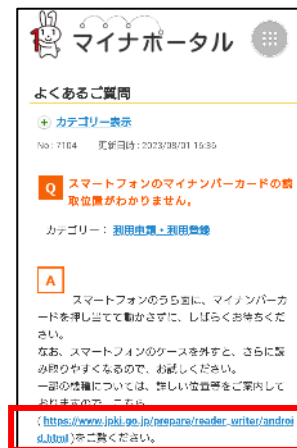 マイナポータル
よくあるご質問
カテゴリー表示
No : 7104 更新日時 : 2023/08/01 16:36
Q スマートフォンのマイナンバーカードの読
取位置がわかりません。
カテゴリー : 利用申請・利用登録
A
スマートフォンのうら面に、マイナンバーカ
ードを押し当てて動かさずに、しばらくお待ちくだ
さい。
なお、スマートフォンのケースを外すと、さらに読
み取りやすくなるので、お試しください。
一部の機種については、詳しい位置等をご案内して
おりますので、こちら
( https://www.jpki.go.jp/prepare/reader_writer/androi
d.html )をご覧ください。